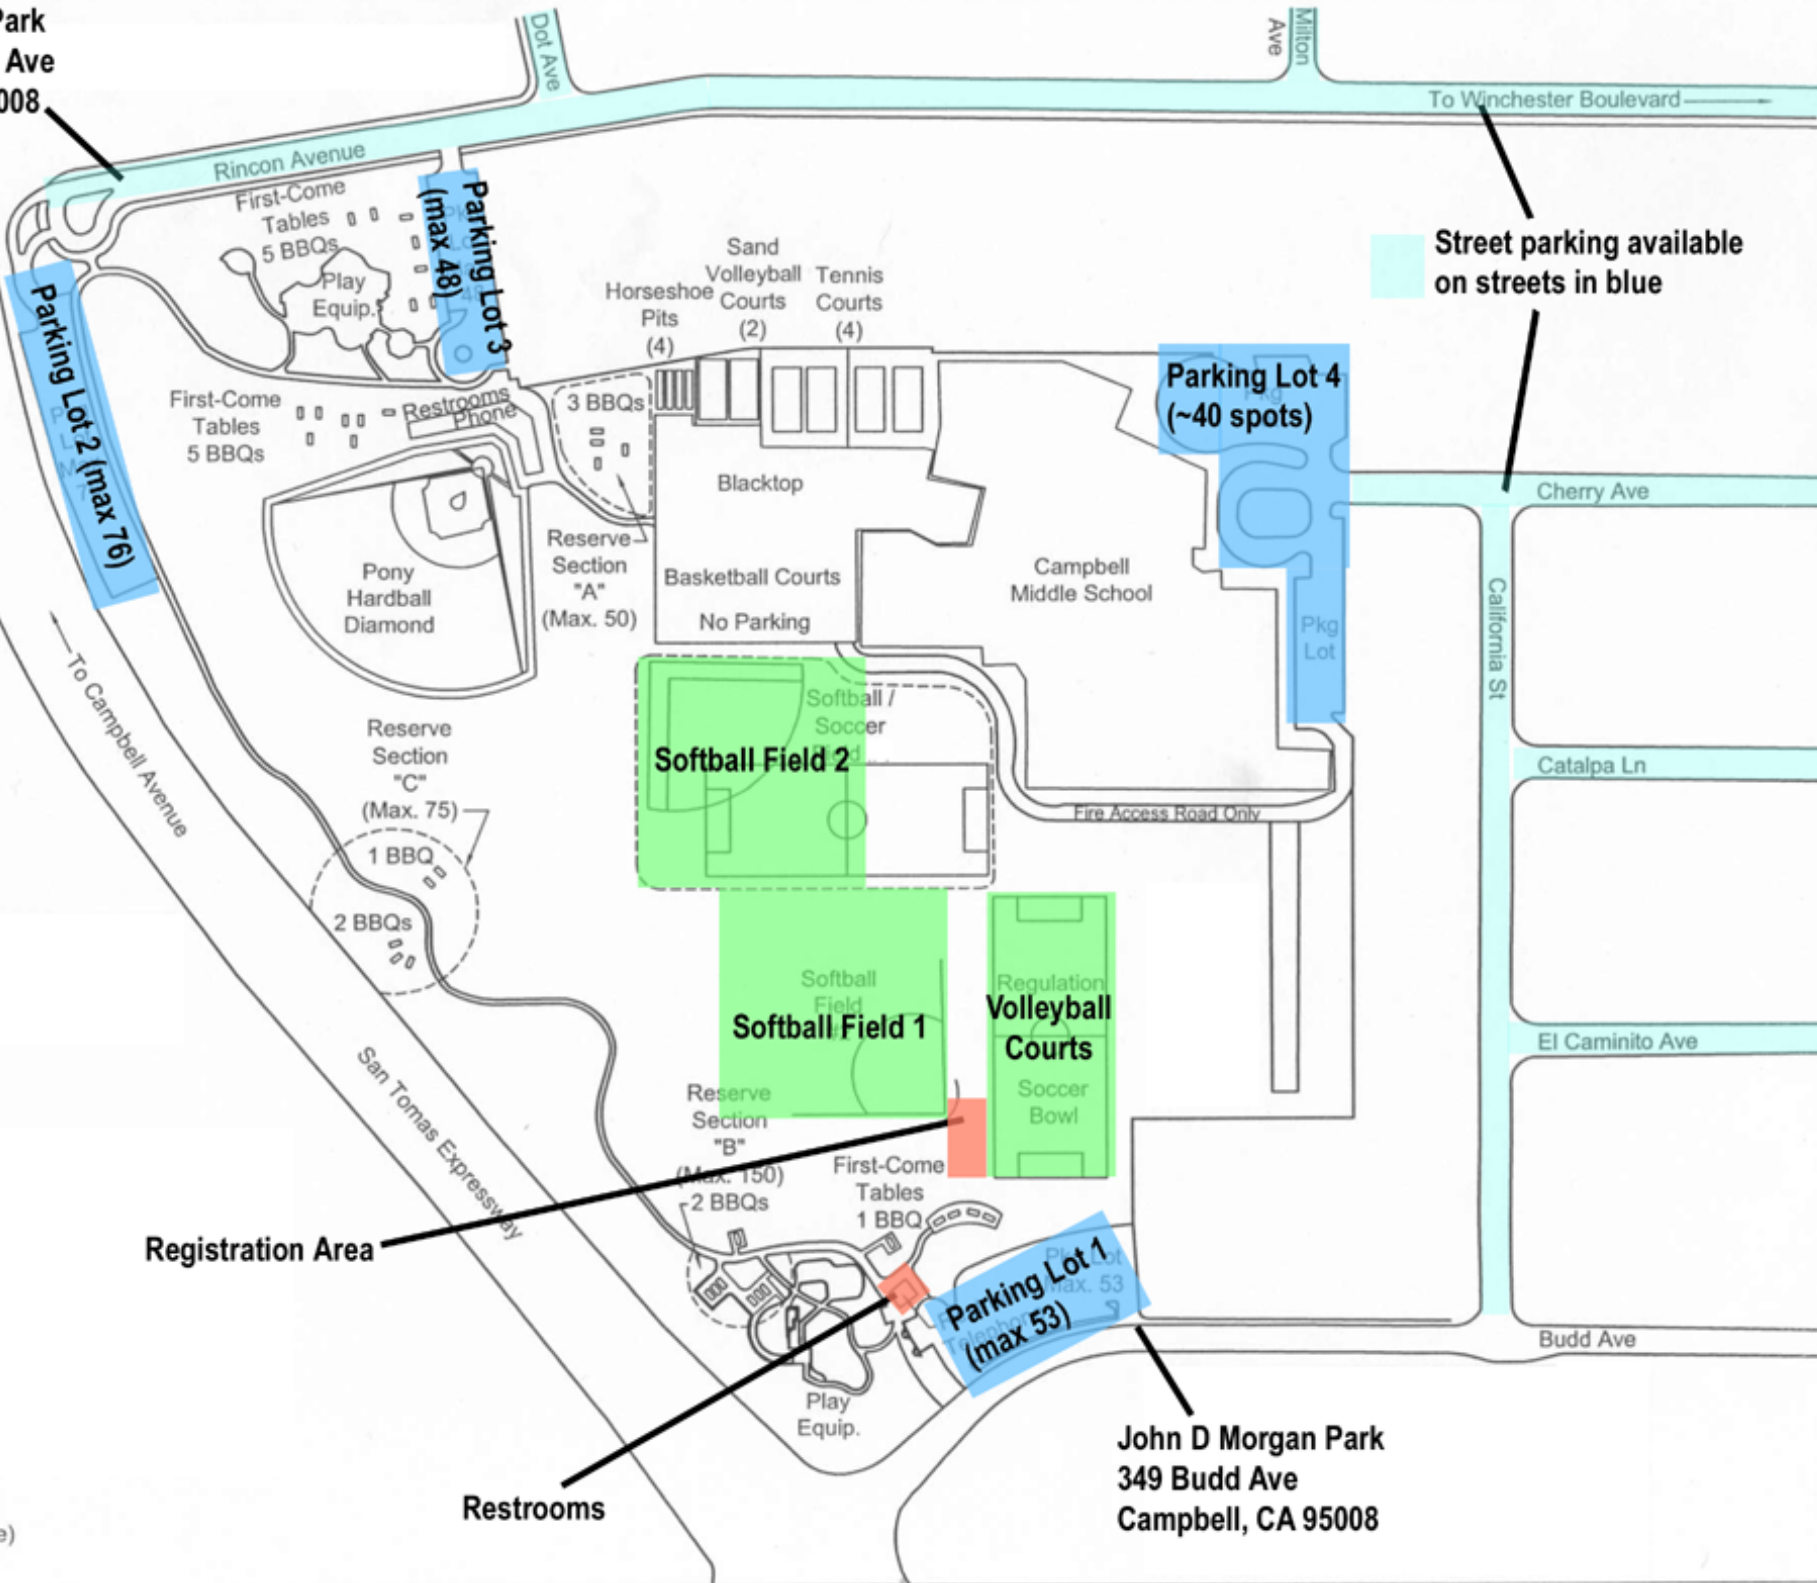 Park
Ave
008
Dot Ave
Milton
Ave
To Winchester Boulevard
Rincon Avenue
First-Come
Tables
5 BBQs
Play
Equip.
Parking Lot 3
(max 48)
Parking Lot 2 (max 76)
Street parking available
on streets in blue
Horseshoe
Pits
(4)
Sand
Volleyball
Courts
(2)
Tennis
Courts
(4)
Parking Lot 4
(~40 spots)
Pkg
First-Come
Tables
5 BBQs
Restrooms
Phone
3 BBQs
Blacktop
Cherry Ave
Reserve
Section
"A"
(Max. 50)
Pony
Hardball
Diamond
Basketball Courts
No Parking
Campbell
Middle School
Pkg
Lot
California St
To Campbell Avenue
Reserve
Section
"C"
(Max. 75)
1 BBQ
2 BBQs
Softball /
Soccer
Softball Field 2
Catalpa Ln
Fire Access Road Only
Softball
Field
#2
Softball Field 1
Regulation
Volleyball
Courts
Soccer
Bowl
El Caminito Ave
San Tomas Expressway
Reserve
Section
"B"
(Max. 150)
2 BBQs
First-Come
Tables
1 BBQ
Registration Area
Pkg Lot
Max. 53
Parking Lot 1
(max 53)
Budd Ave
Play
Equip.
Restrooms
John D Morgan Park
349 Budd Ave
Campbell, CA 95008
e)